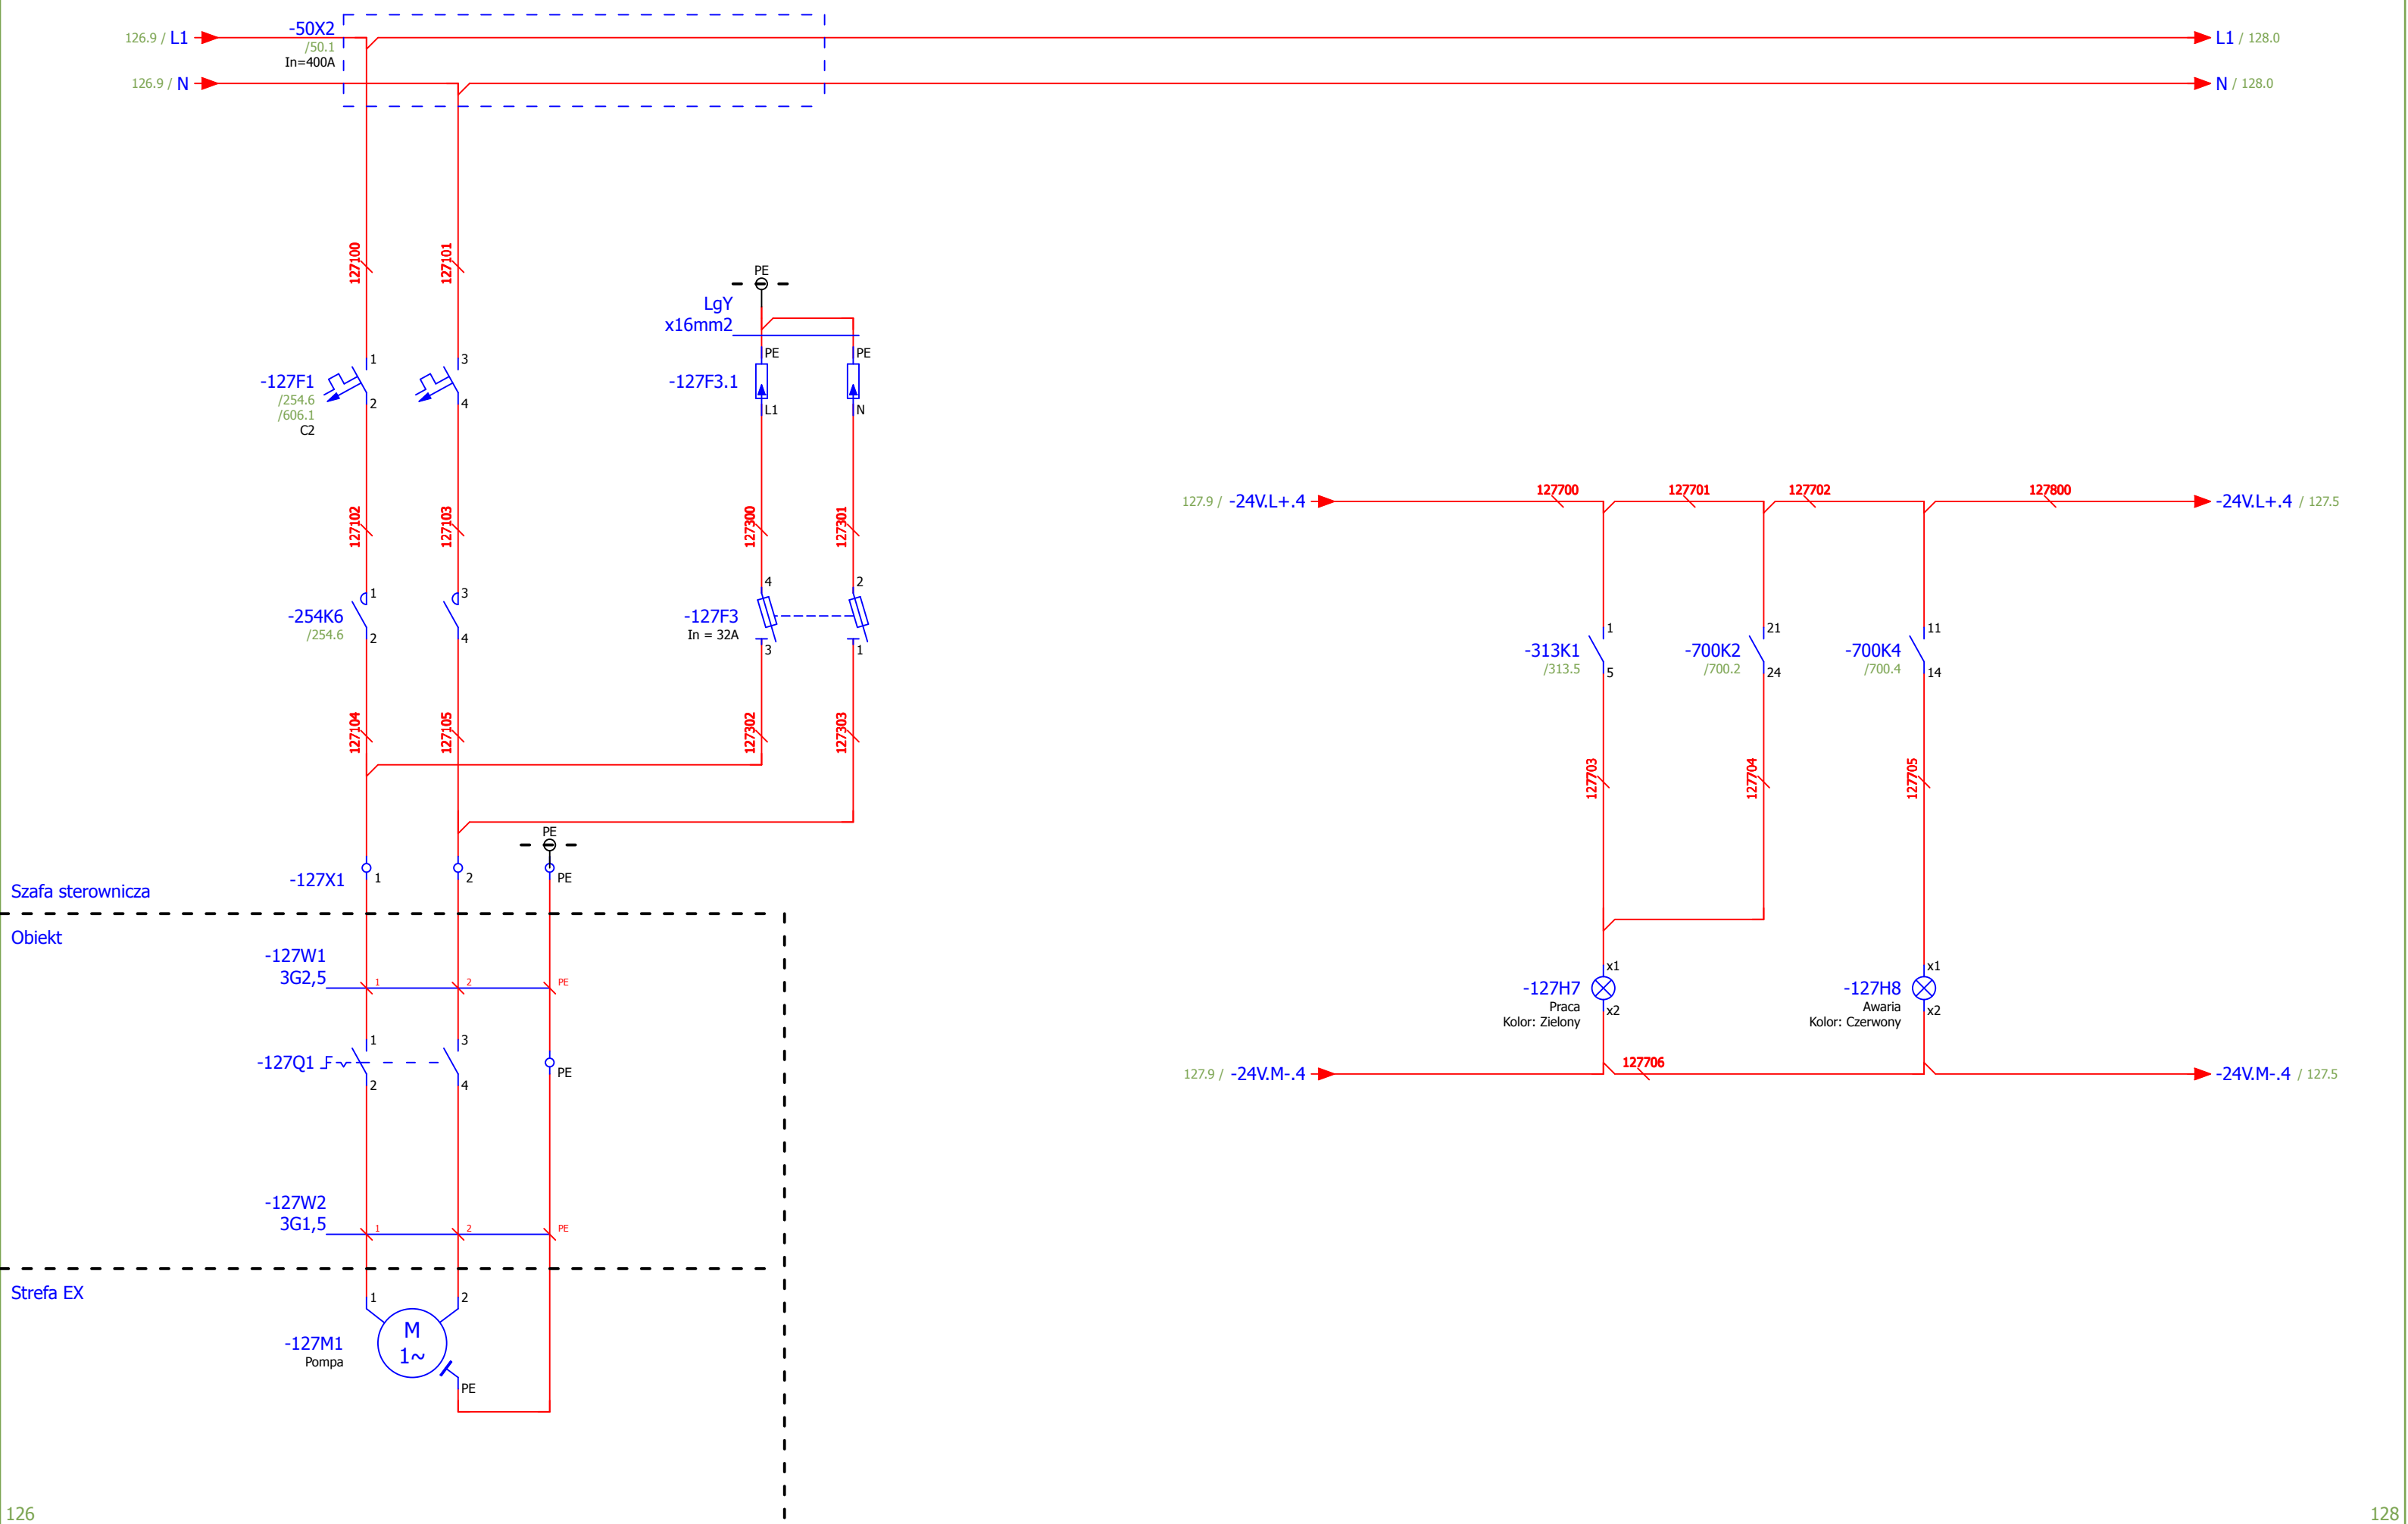 126.9 / L1
-50X2
/50.1
In=400A
L1 / 128.0
126.9 / N
N / 128.0
127100
127101
PE
LgY
x16mm2
-127F1
/254.6
/606.1
C2
1
2
3
4
-127F3.1
PE
L1
PE
N
127102
127103
127300
127301
-254K6
/254.6
1
2
3
4
-127F3
In = 32A
4
3
2
1
127104
127105
127302
127303
PE
-127X1
1
2
PE
Szafa sterownicza
Obiekt
-127W1
3G2,5
1
2
PE
-127Q1
1
2
3
4
PE
-127W2
3G1,5
1
2
PE
Strefa EX
1
2
-127M1
Pompa
M
1~
PE
127.9 / -24V.L+.4
127700
127701
127702
127800
-24V.L+.4 / 127.5
-313K1
/313.5
1
5
-700K2
/700.2
21
24
-700K4
/700.4
11
14
127703
127704
127705
-127H7
Praca
Kolor: Zielony
x1
x2
-127H8
Awaria
Kolor: Czerwony
x1
x2
127.9 / -24V.M-.4
127706
-24V.M-.4 / 127.5
126
128